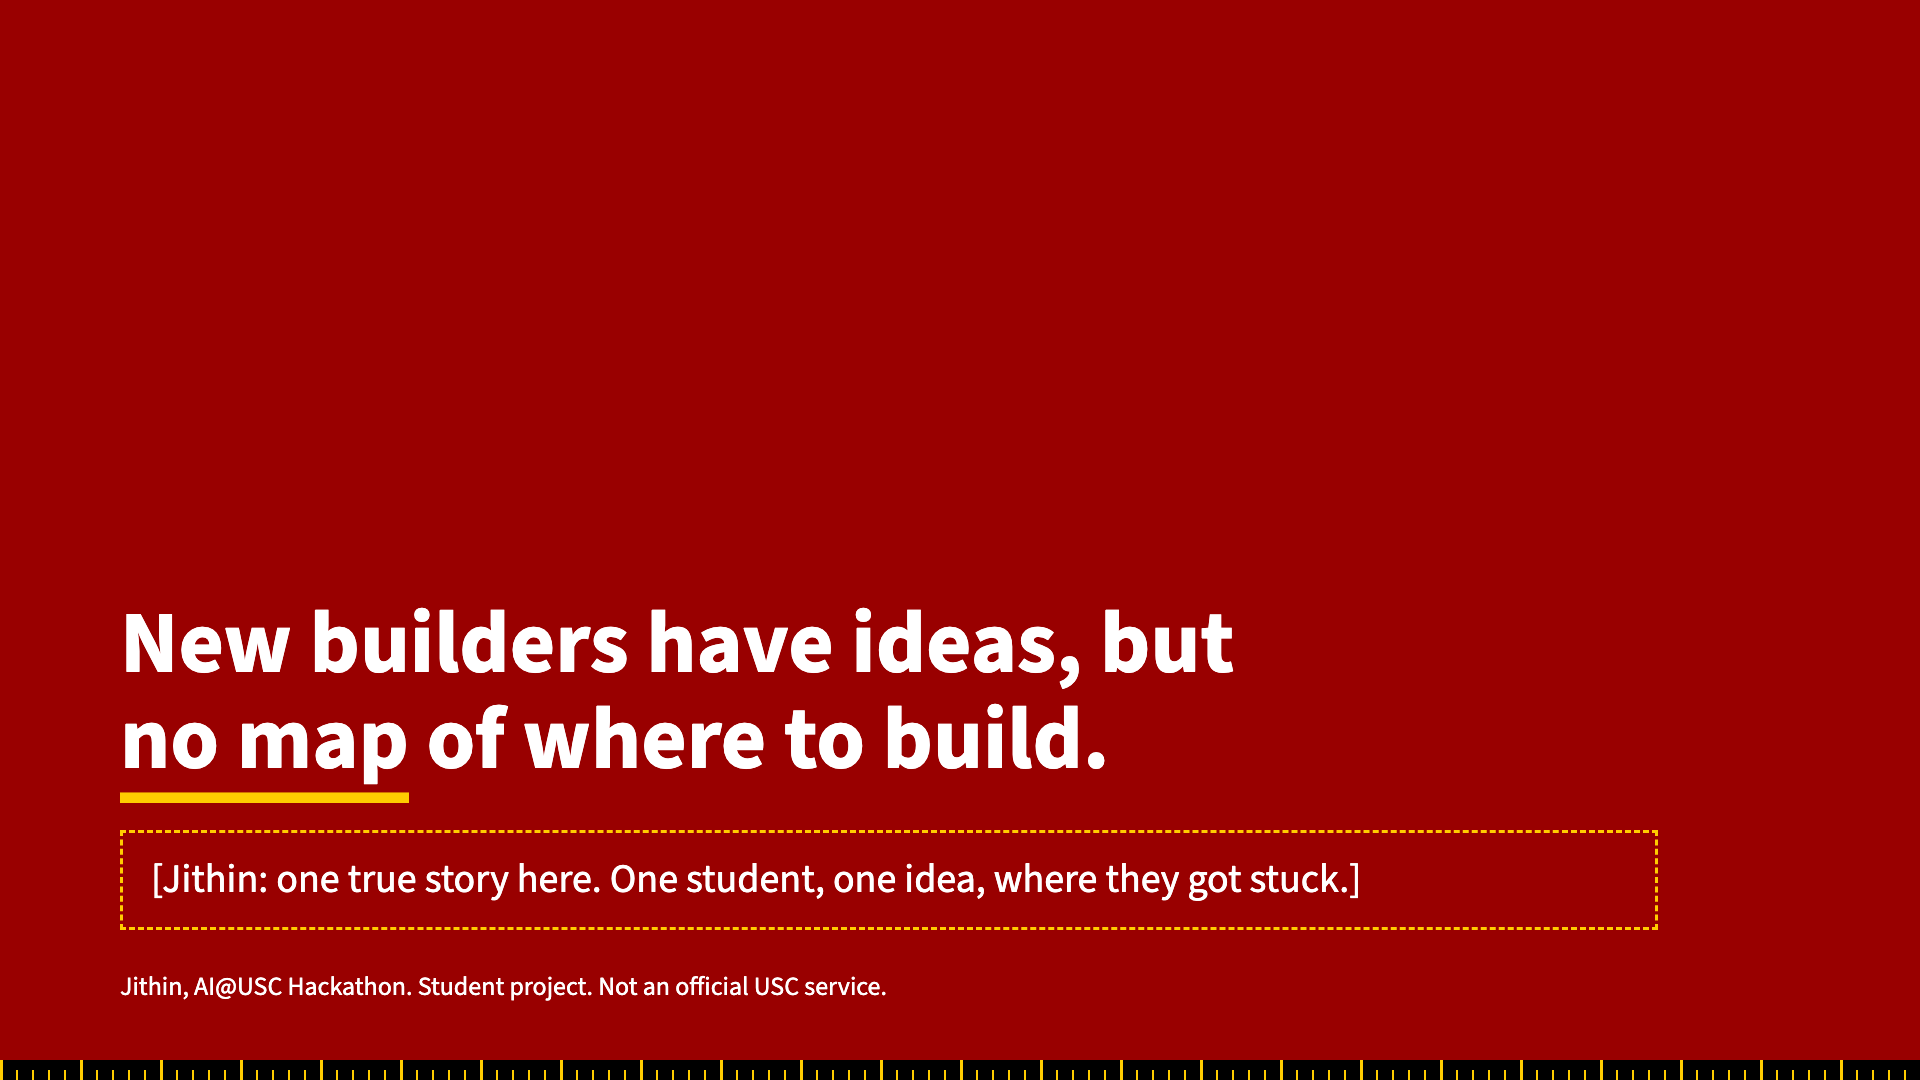 New builders have ideas, but
no map of where to build.
[Jithin: one true story here. One student, one idea, where they got stuck.]
Jithin, AI@USC Hackathon. Student project. Not an official USC service.